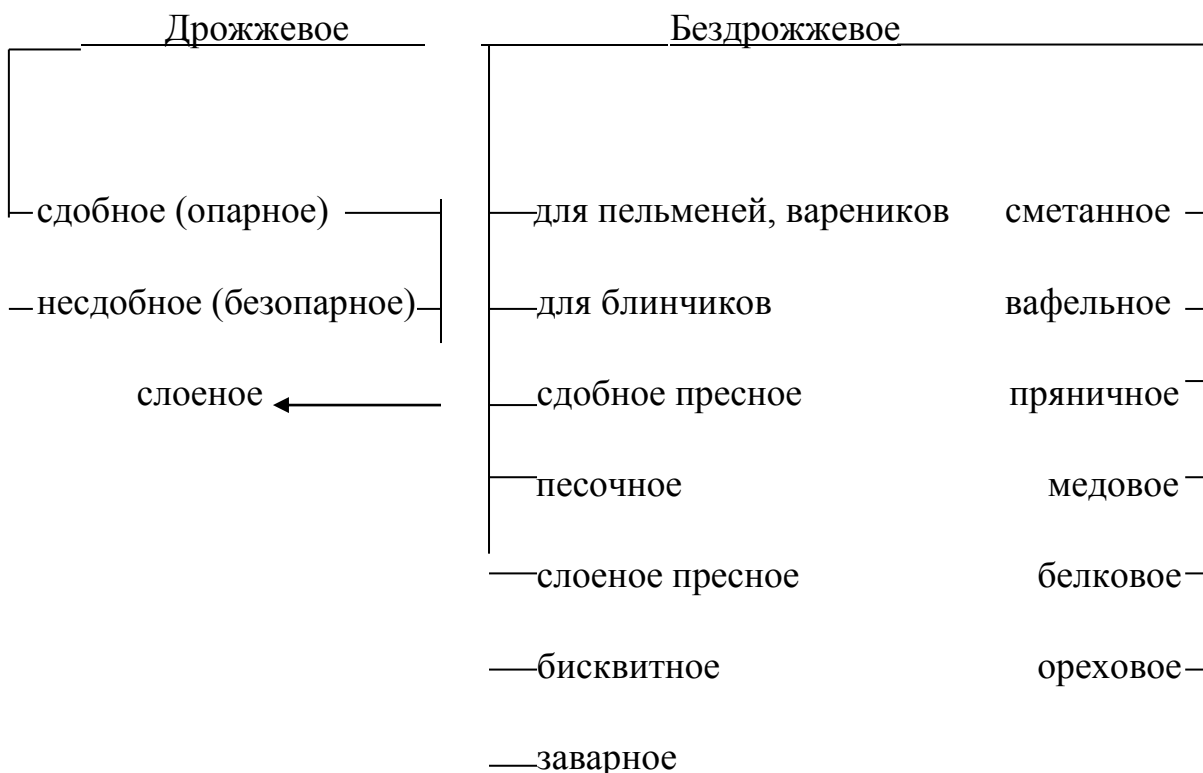 Дрожжевое Бездрожжевое
сдобное (опарное) для пельменей, вареников сметанное
несдобное (безопарное) для блинчиков вафельное
слоеное сдобное пресное пряничное
песочное медовое
слоеное пресное белковое
бисквитное ореховое
заварное